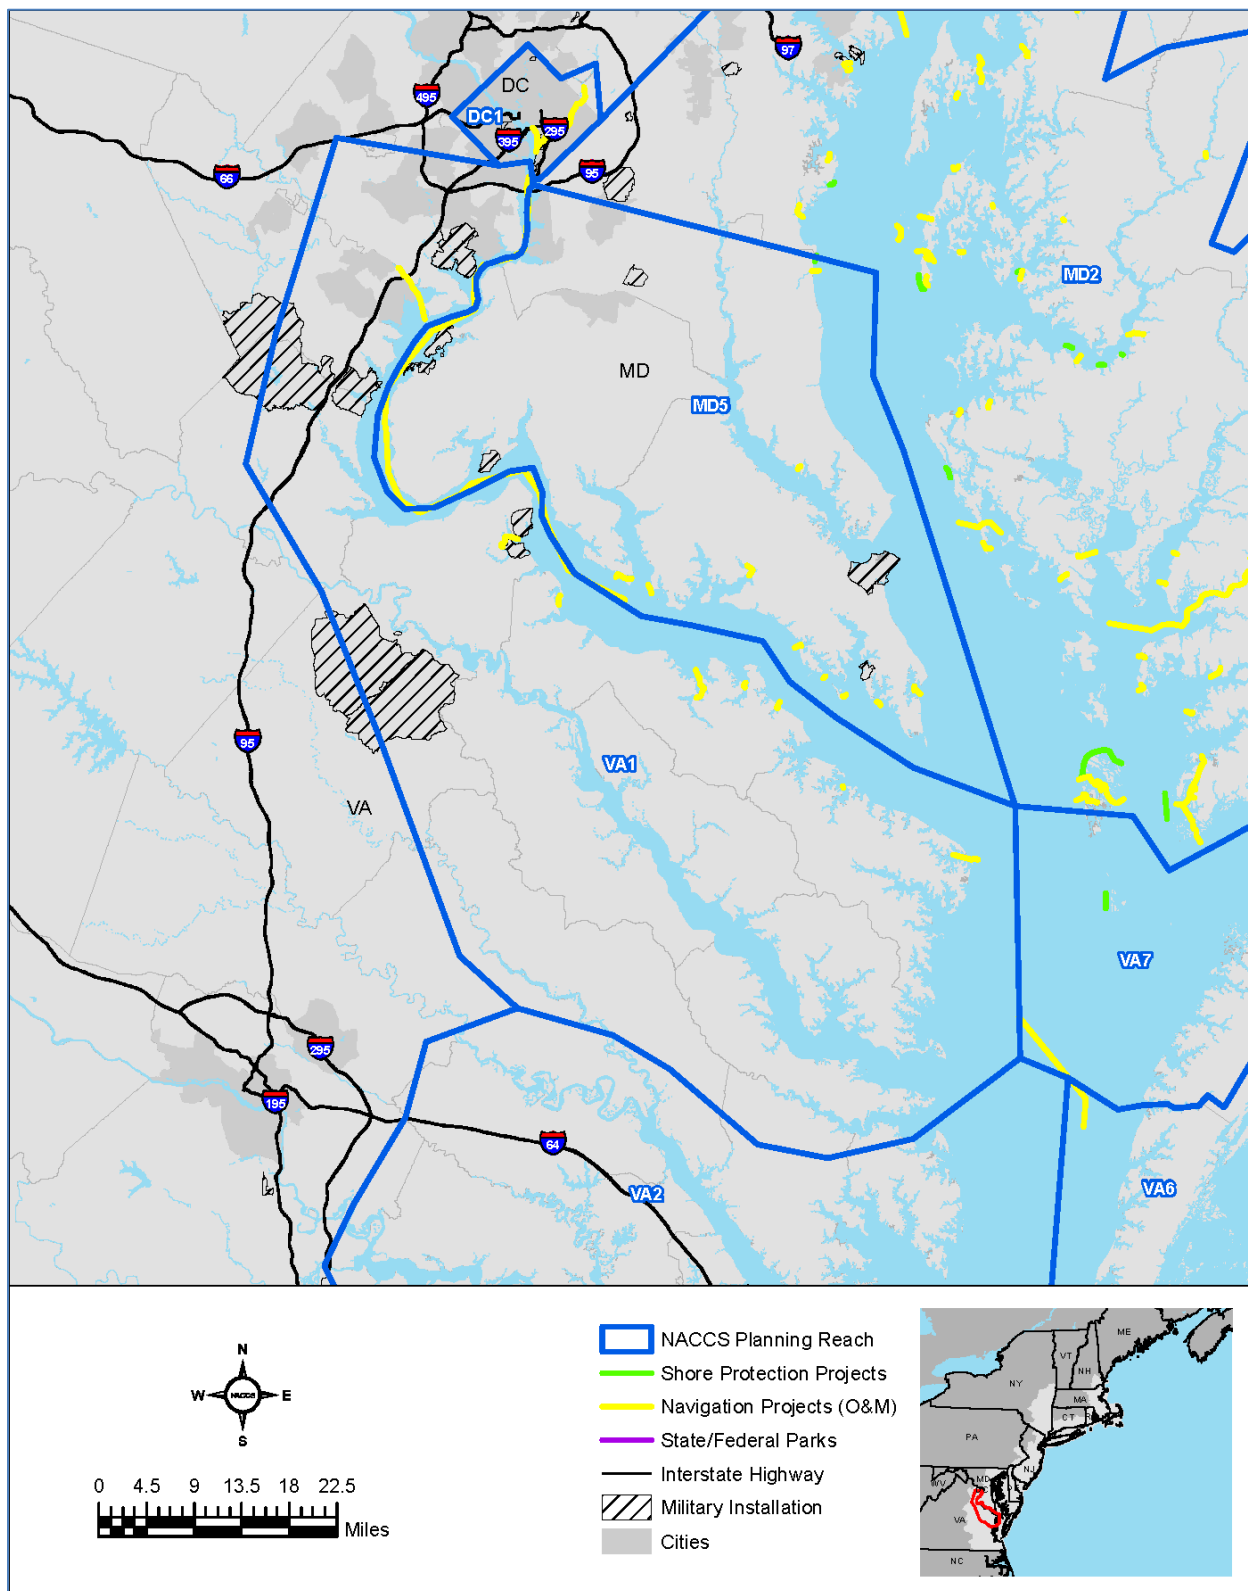 97
DC
495
DC1
295
395
66
95
MD2
MD
MD5
VA1
95
VA
VA7
295
195
64
VA2
VA6
N
W NACCS E
S
0 4.5 9 13.5 18 22.5
Miles
NACCS Planning Reach
Shore Protection Projects
Navigation Projects (O&M)
State/Federal Parks
Interstate Highway
Military Installation
Cities
ME
VT
NH
NY
MA
CT
PA
NJ
MD
WV
VA
NC